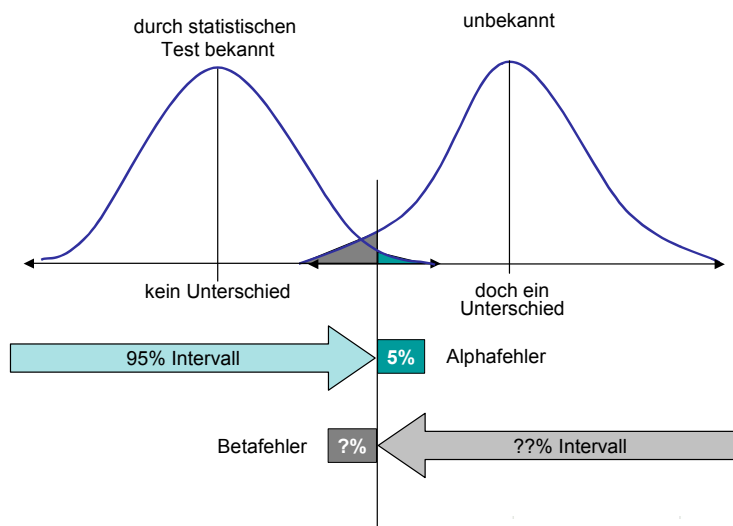 durch statistischen
Test bekannt
unbekannt
kein Unterschied
doch ein
Unterschied
95% Intervall
5%
Alphafehler
Betafehler
?%
??% Intervall